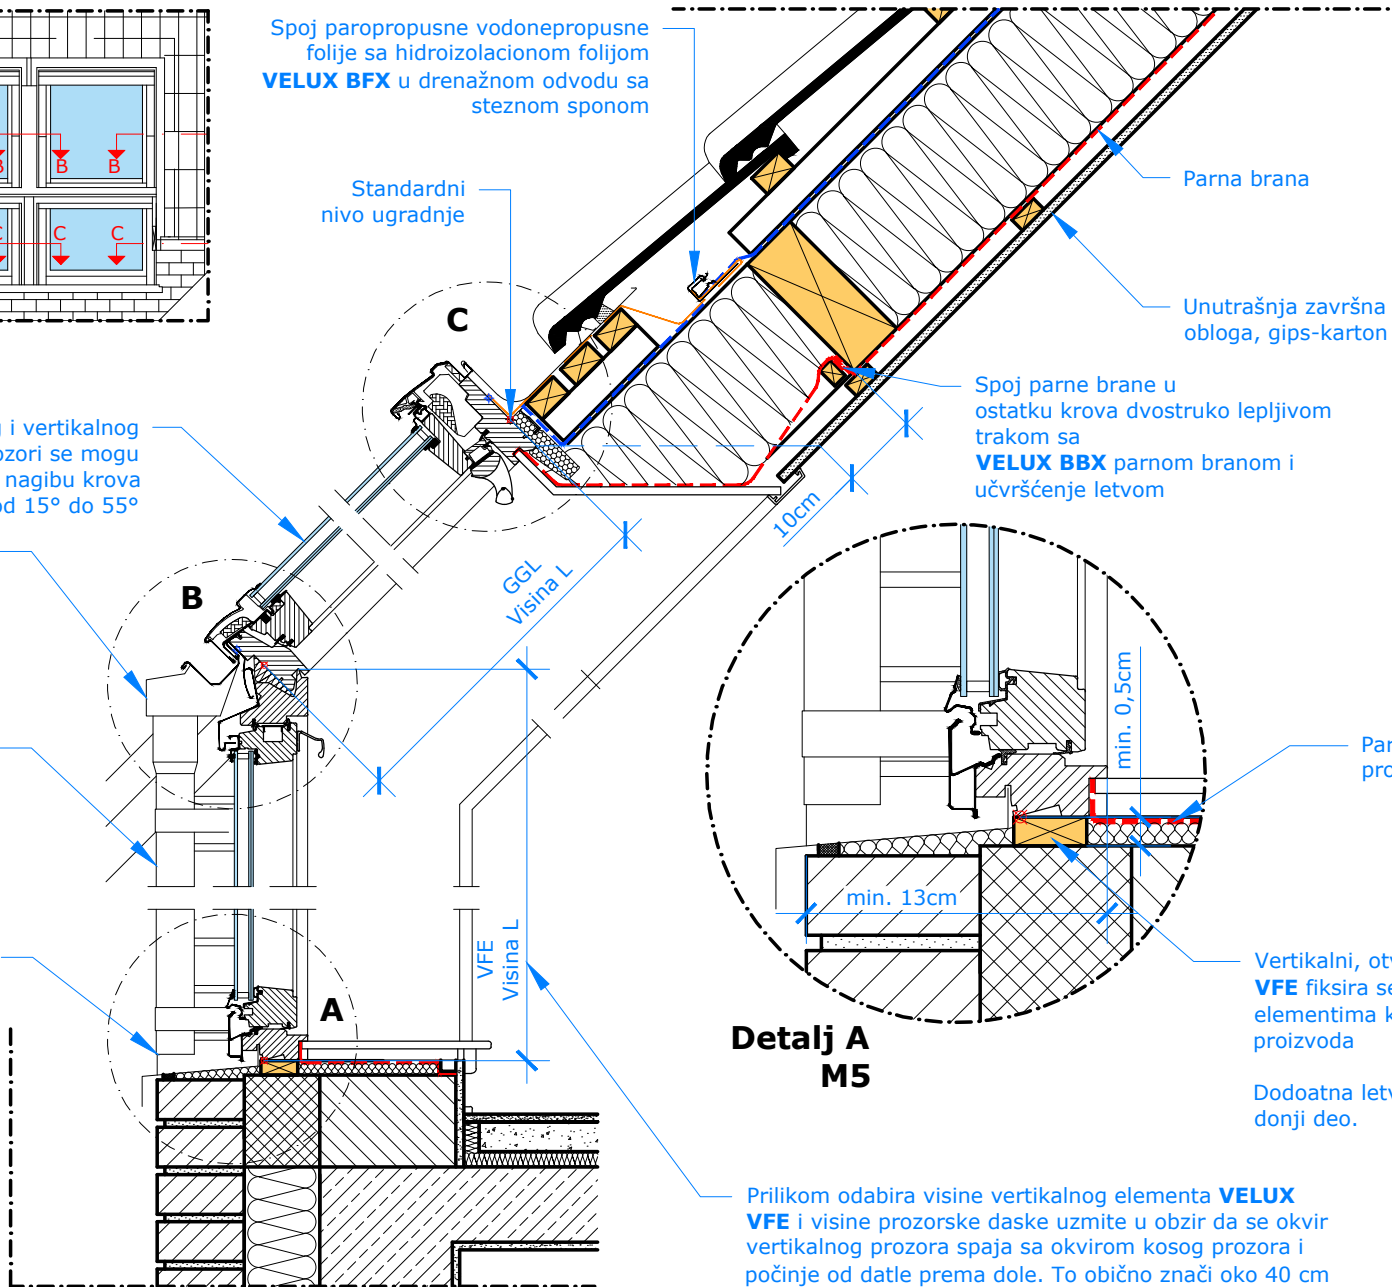 Spoj paropropusne vodonepropusne
folije sa hidroizolacionom folijom
VELUX BFX u drenažnom odvodu sa
steznom sponom
B
B
B
C
C
C
Standardni
nivo ugradnje
Parna brana
Unutrašnja završna
obloga, gips-karton
C
Spoj parne brane u
ostatku krova dvostruko lepljivom
trakom sa
VELUX BBX parnom branom i
učvršćenje letvom
i vertikalnog
se mogu
nagibu krova
od 15° do 55°
10cm
GGL
Visina L
B
min. 0,5cm
min. 13cm
VFE
Visina L
A
Detalj A
M5
Vertikalni,
VFE fiksira
elementima
proizvoda
Dodoatna
donji deo.
Prilikom odabira visine vertikalnog elementa VELUX
VFE i visine prozorske daske uzmite u obzir da se okvir
vertikalnog prozora spaja sa okvirom kosog prozora i
počinje od datle prema dole. To obično znači oko 40 cm